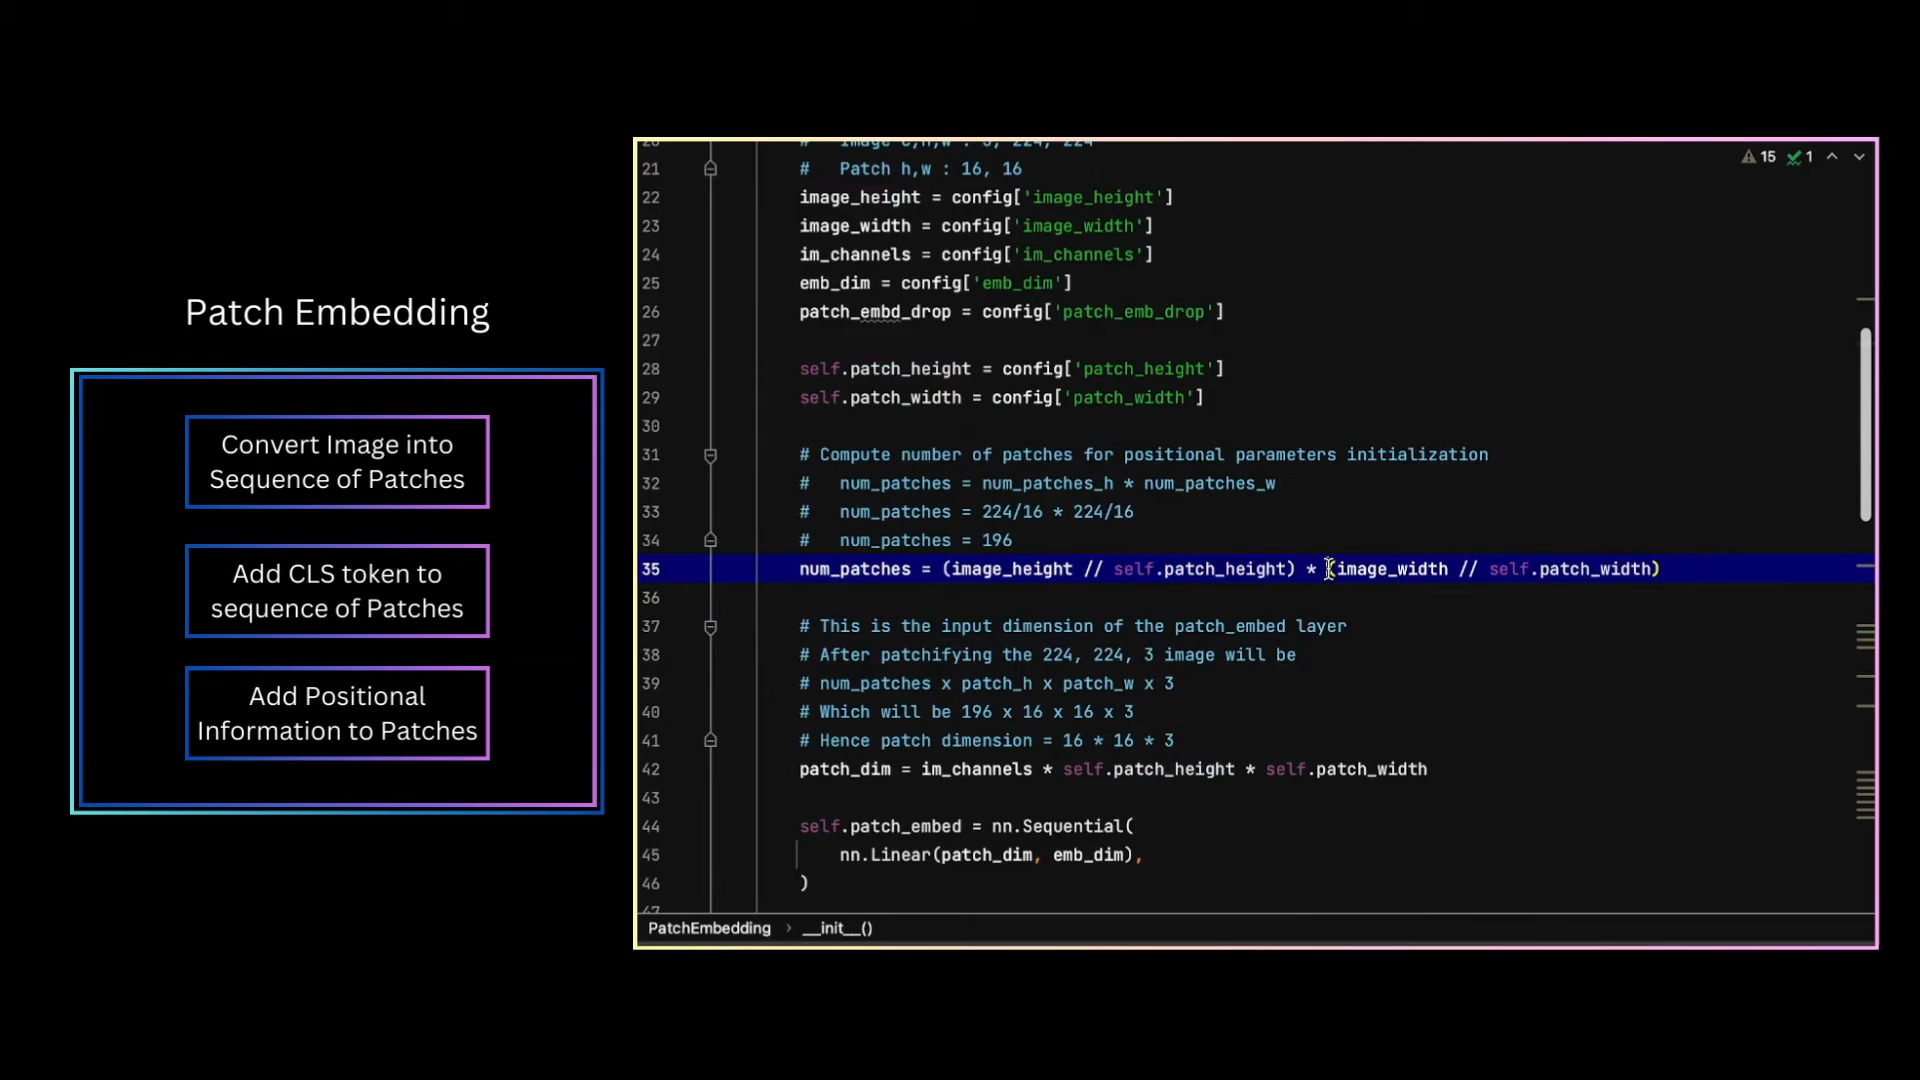 Patch Embedding
Convert Image into
Sequence of Patches
Add CLS token to
sequence of Patches
Add Positional
Information to Patches
15 1
# Image c,h,w : 3, 224, 224
21 # Patch h,w : 16, 16
22 image_height = config['image_height']
23 image_width = config['image_width']
24 im_channels = config['im_channels']
25 emb_dim = config['emb_dim']
26 patch_embd_drop = config['patch_emb_drop']
27
28 self.patch_height = config['patch_height']
29 self.patch_width = config['patch_width']
30
31 # Compute number of patches for positional parameters initialization
32 # num_patches = num_patches_h * num_patches_w
33 # num_patches = 224/16 * 224/16
34 # num_patches = 196
35 num_patches = (image_height // self.patch_height) * (image_width // self.patch_width)
36
37 # This is the input dimension of the patch_embed layer
38 # After patchifying the 224, 224, 3 image will be
39 # num_patches x patch_h x patch_w x 3
40 # Which will be 196 x 16 x 16 x 3
41 # Hence patch dimension = 16 * 16 * 3
42 patch_dim = im_channels * self.patch_height * self.patch_width
43
44 self.patch_embed = nn.Sequential(
45 nn.Linear(patch_dim, emb_dim),
46 )
47
PatchEmbedding › __init__()